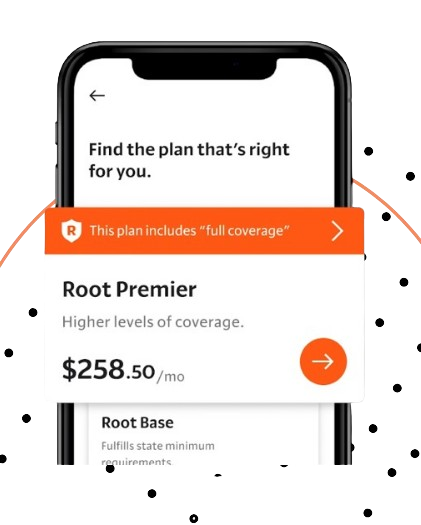 Find the plan that's right
for you.
R This plan includes “full coverage”
Root Premier
Higher levels of coverage.
$258.50/mo
Root Base
Fulfills state minimum
requirements